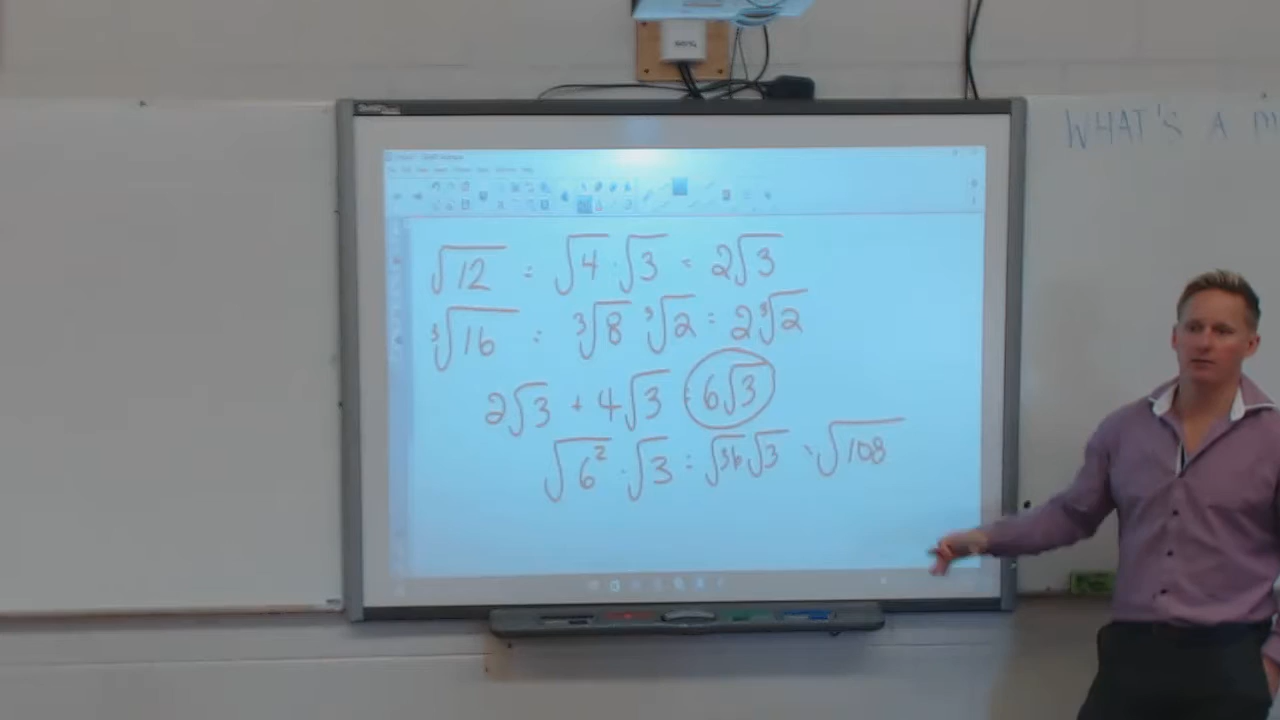 WHAT'S A
√12 = √4 · √3 = 2√3
∛16 = ∛8 ∛2 = 2∛2
2√3 + 4√3 = 6√3
√6² · √3 = √36 √3 = √108